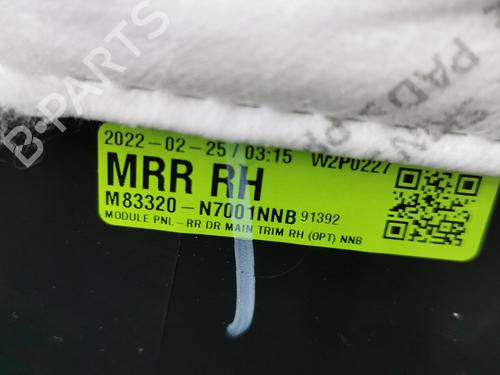 B-PARTS
PAD
2022-02-25 / 03:15 W2P0227
MRR RH
M83320-N7001NNB 91392
MODULE PNL-RR DR MAIN TRIM RH (OPT) NNB